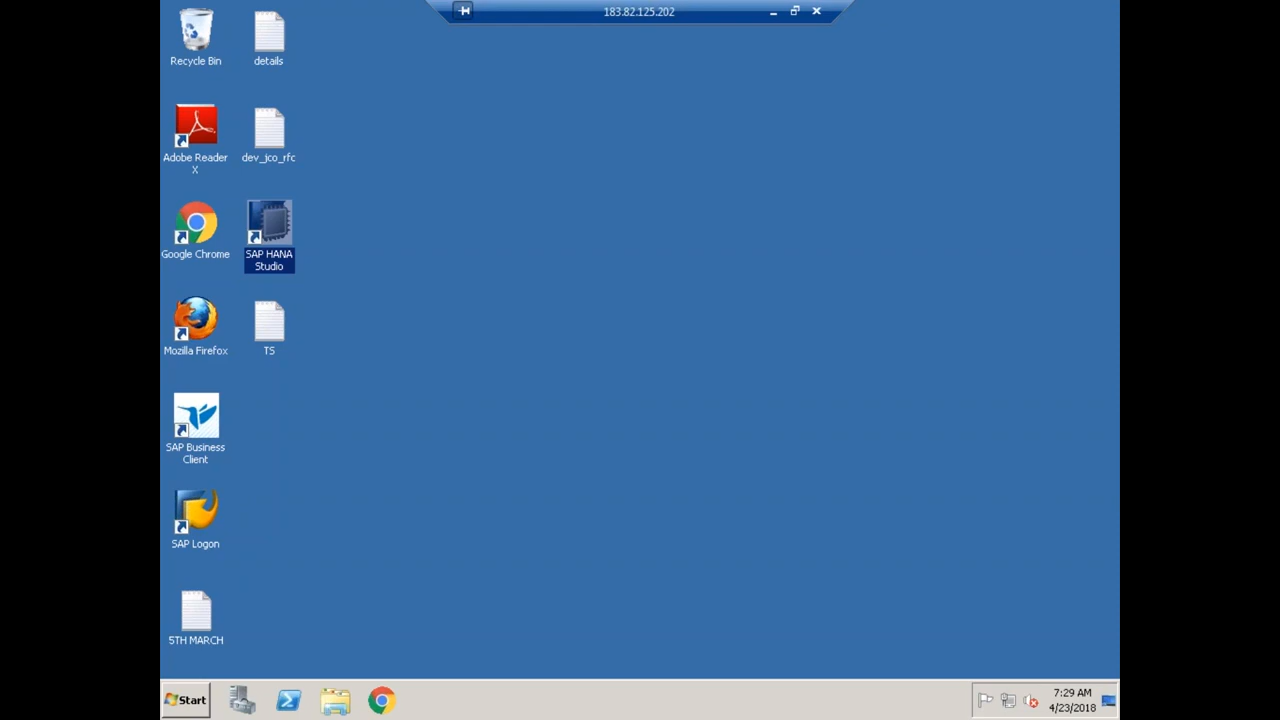 183.82.125.202
Recycle Bin
details
Adobe Reader
X
dev_jco_rfc
Google Chrome
SAP HANA
Studio
Mozilla Firefox
TS
SAP Business
Client
SAP Logon
5TH MARCH
Start
7:29 AM
4/23/2018